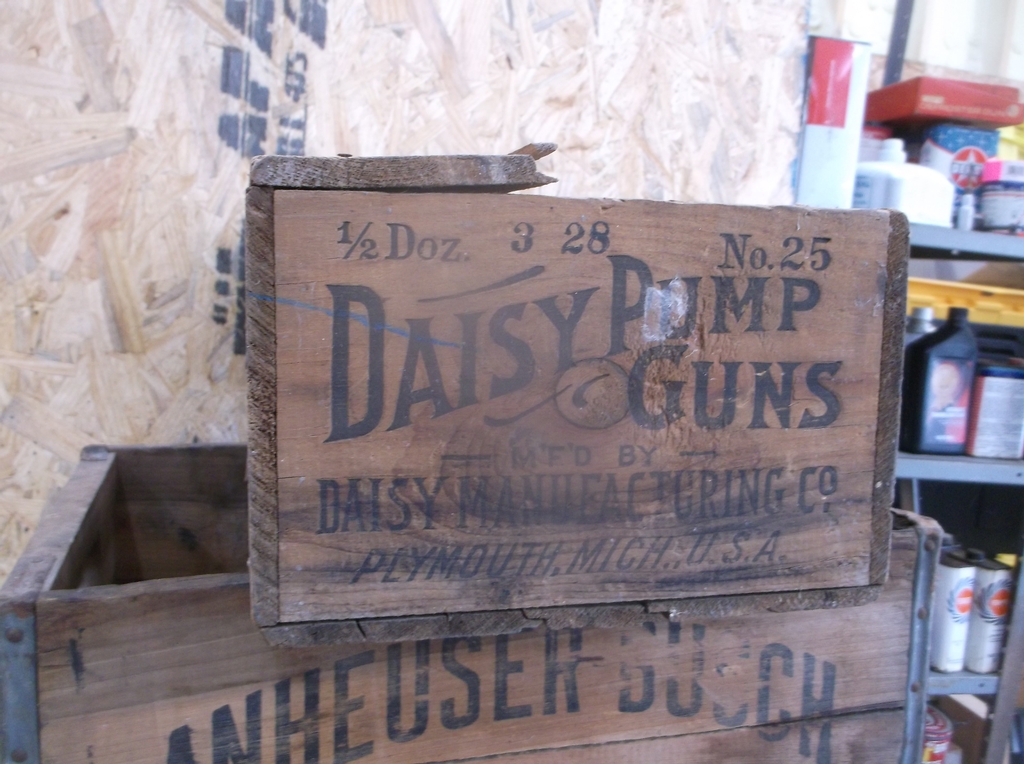 ½ Doz. 3 28 No. 25
DAISY PUMP
GUNS
M'F'D BY
DAISY MANUFACTURING CO.
PLYMOUTH, MICH., U.S.A.
ANHEUSER-BUSCH